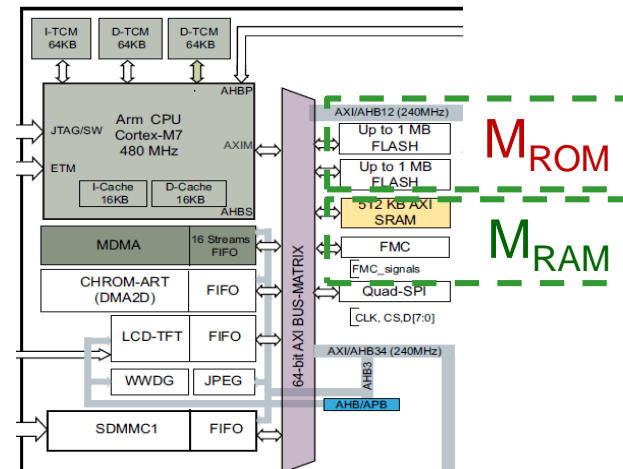 I-TCM
64KB
D-TCM
64KB
D-TCM
64KB
AHBP
Arm CPU
Cortex-M7
480 MHz
JTAG/SW
AXIM
ETM
I-Cache
16KB
D-Cache
16KB
AHBS
MDMA
16 Streams
FIFO
CHROM-ART
(DMA2D)
FIFO
LCD-TFT
FIFO
WWDG
JPEG
SDMMC1
FIFO
64-bit AXI BUS-MATRIX
AXI/AHB12 (240MHz)
Up to 1 MB
FLASH
Up to 1 MB
FLASH
512 KB AXI
SRAM
FMC
FMC_signals
Quad-SPI
CLK, CS,D[7:0]
AXI/AHB34 (240MHz)
AHB3
AHB/APB
MROM
MRAM